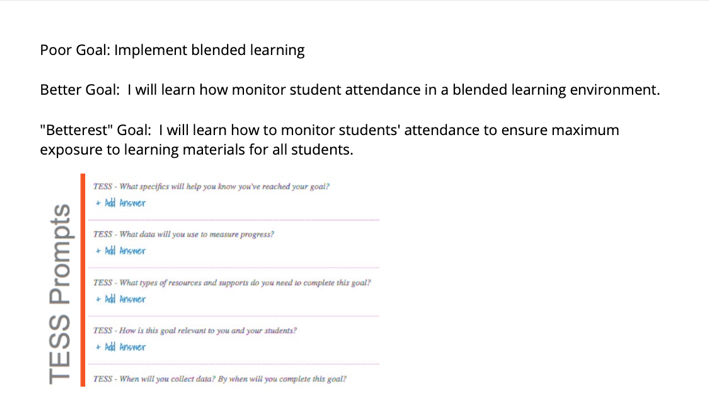 Poor Goal: Implement blended learning
Better Goal:  I will learn how monitor student attendance in a blended learning environment.
"Betterest" Goal:  I will learn how to monitor students' attendance to ensure maximum
exposure to learning materials for all students.
TESS Prompts
TESS - What specifics will help you know you've reached your goal?
+ Add Answer
TESS - What data will you use to measure progress?
+ Add Answer
TESS - What types of resources and supports do you need to complete this goal?
+ Add Answer
TESS - How is this goal relevant to you and your students?
+ Add Answer
TESS - When will you collect data? By when will you complete this goal?